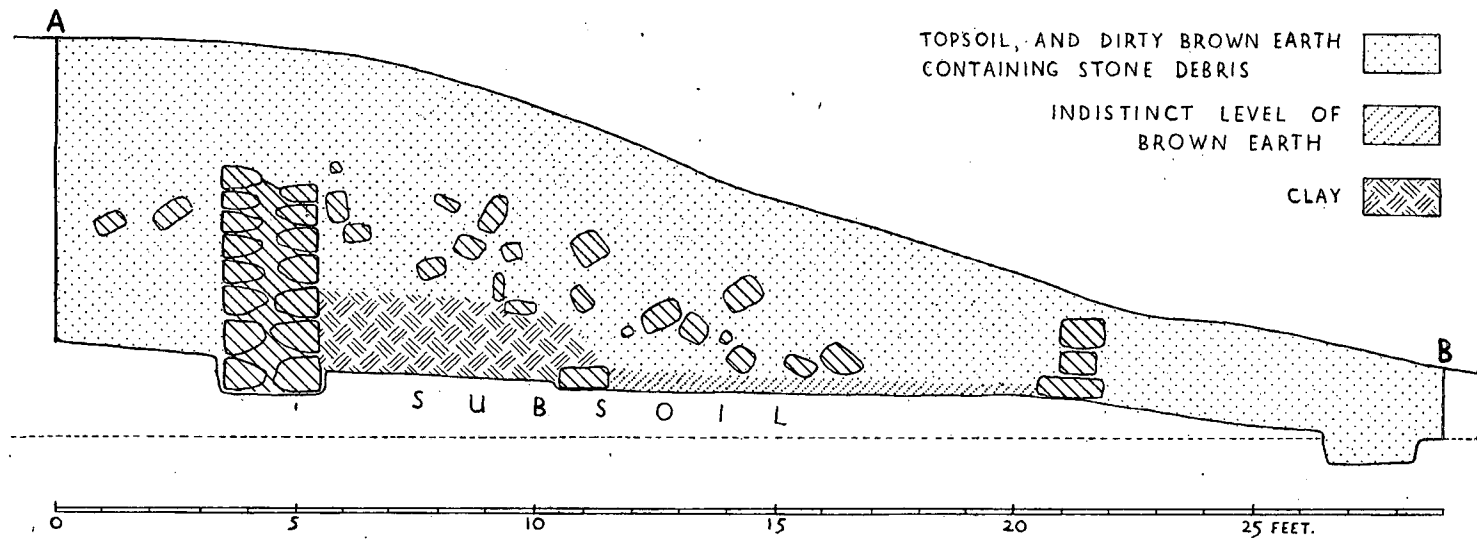 A
TOPSOIL, AND DIRTY BROWN EARTH
CONTAINING STONE DEBRIS
INDISTINCT LEVEL OF
BROWN EARTH
CLAY
B
SUBSOIL
0 5 10 15 20 25 FEET.